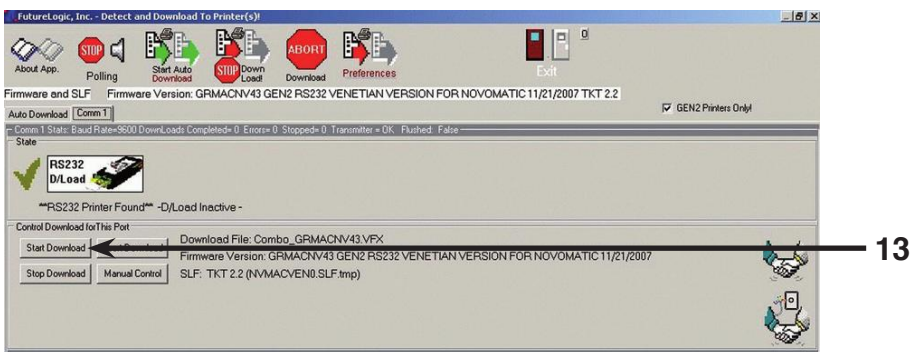 FutureLogic, Inc. - Detect and Download To Printer(s)!
About App.
STOP
Polling
Start Auto
Download
STOP Down
Load!
ABORT
Download
Preferences
Exit
0
Firmware and SLF Firmware Version: GRMACNV43 GEN2 RS232 VENETIAN VERSION FOR NOVOMATIC 11/21/2007 TKT 2.2
GEN2 Printers Only!
Auto Download Comm 1
Comm 1 Stats: Baud Rate=9600 DownLoads Completed= 0 Errors= 0 Stopped= 0 Transmitter = OK Flushed: False
State
RS232
D/Load
**RS232 Printer Found** -D/Load Inactive -
Control Download forThis Port
Start Download
Download File: Combo_GRMACNV43.VFX
Firmware Version: GRMACNV43 GEN2 RS232 VENETIAN VERSION FOR NOVOMATIC 11/21/2007
13
Stop Download Manual Control SLF: TKT 2.2 (NVMACVEN0.SLF.tmp)